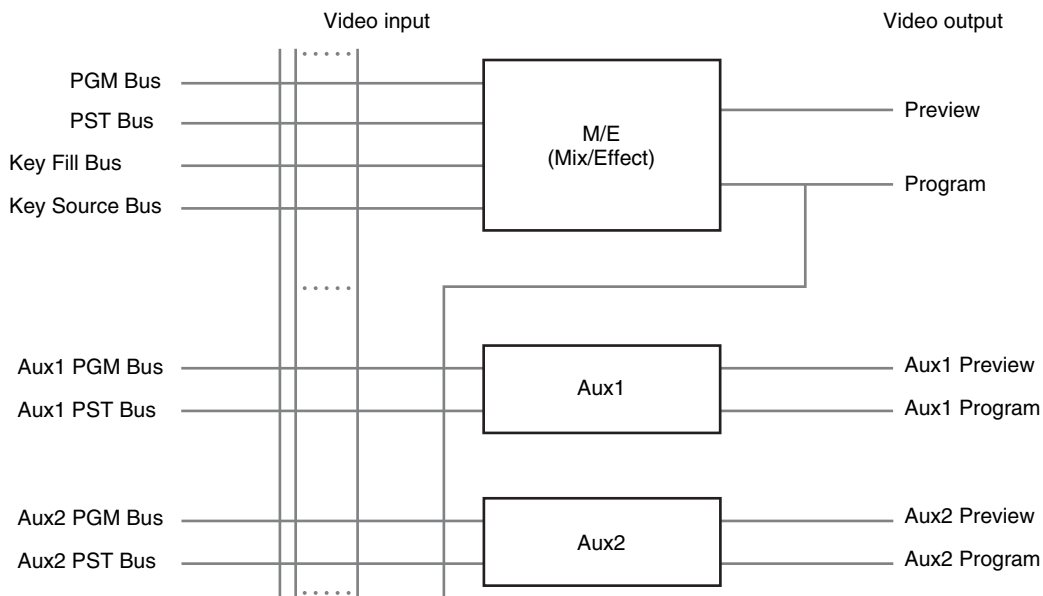 Video input
Video output
PGM Bus
PST Bus
Key Fill Bus
Key Source Bus
M/E
(Mix/Effect)
Preview
Program
Aux1 PGM Bus
Aux1 PST Bus
Aux1
Aux1 Preview
Aux1 Program
Aux2 PGM Bus
Aux2 PST Bus
Aux2
Aux2 Preview
Aux2 Program